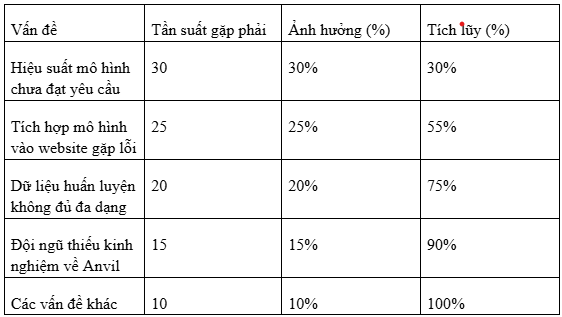 Vấn đề Tần suất gặp phải Ảnh hưởng (%) Tích lũy (%)
Hiệu suất mô hình chưa đạt yêu cầu 30 30% 30%
Tích hợp mô hình vào website gặp lỗi 25 25% 55%
Dữ liệu huấn luyện không đủ đa dạng 20 20% 75%
Đội ngũ thiếu kinh nghiệm về Anvil 15 15% 90%
Các vấn đề khác 10 10% 100%